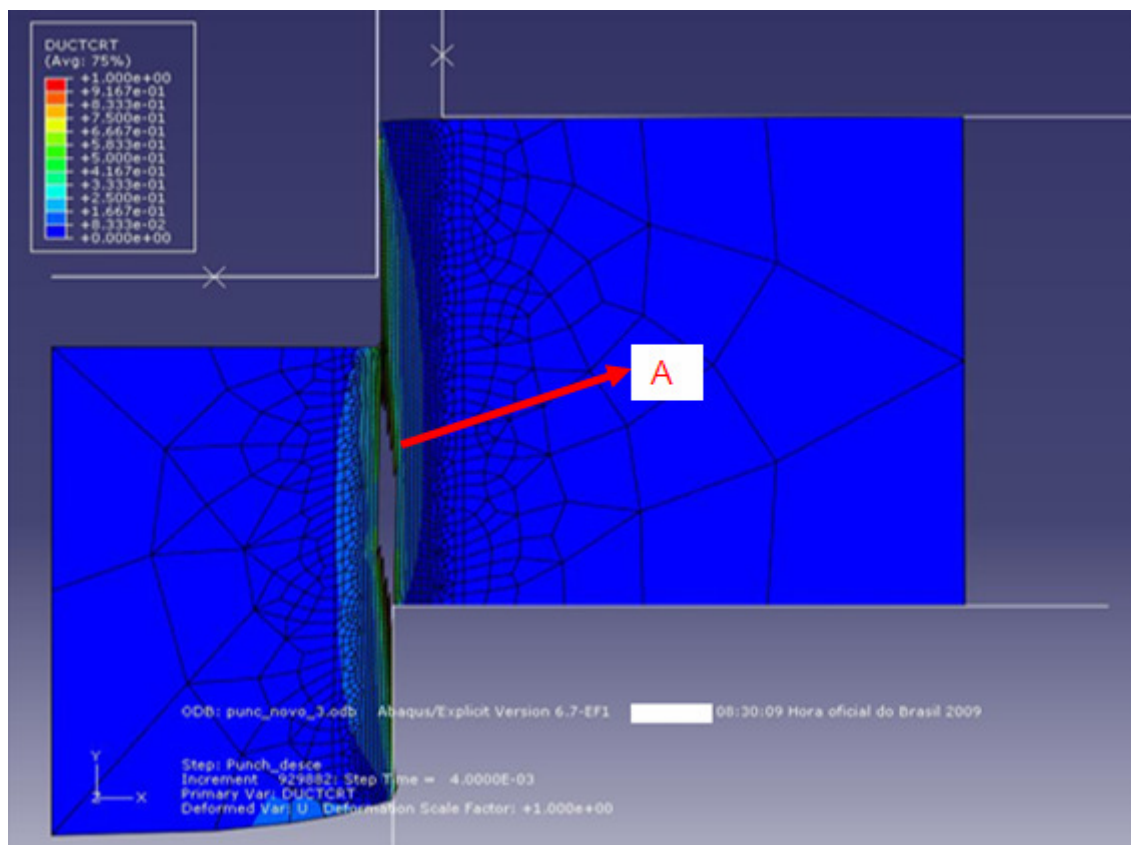 DUCTCRT
(Avg: 75%)
+1.000e+00
+9.167e-01
+8.333e-01
+7.500e-01
+6.667e-01
+5.833e-01
+5.000e-01
+4.167e-01
+3.333e-01
+2.500e-01
+1.667e-01
+8.333e-02
+0.000e+00
A
ODB: punc_novo_3.odb Abaqus/Explicit Version 6.7-EF1 08:30:09 Hora oficial do Brasil 2009
Y
Z X
Step: Punch_desce
Increment 929882: Step Time = 4.0000E-03
Primary Var: DUCTCRT
Deformed Var: U Deformation Scale Factor: +1.000e+00